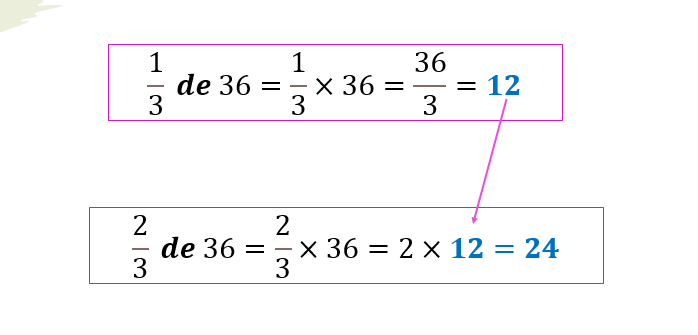 1/3 de 36 = 1/3 × 36 = 36/3 = 12
2/3 de 36 = 2/3 × 36 = 2 × 12 = 24